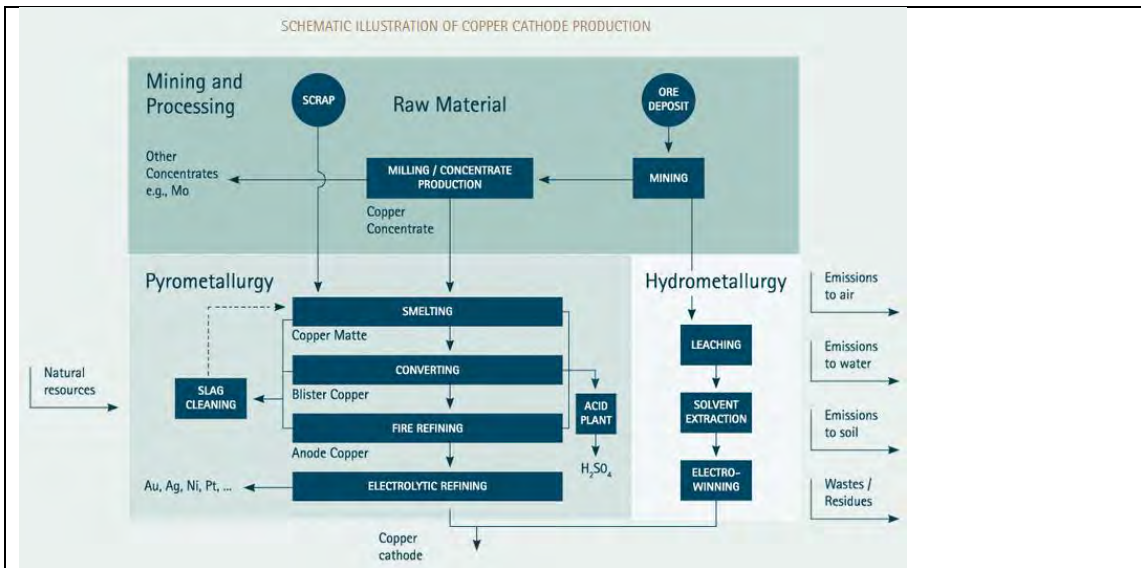 SCHEMATIC ILLUSTRATION OF COPPER CATHODE PRODUCTION
Mining and
Processing
SCRAP
Raw Material
ORE
DEPOSIT
Other
Concentrates
e.g., Mo
MILLING / CONCENTRATE
PRODUCTION
MINING
Copper
Concentrate
Pyrometallurgy
Hydrometallurgy
Emissions
to air
SMELTING
Copper Matte
LEACHING
Emissions
to water
Natural
resources
CONVERTING
SLAG
CLEANING
Blister Copper
ACID
PLANT
SOLVENT
EXTRACTION
Emissions
to soil
FIRE REFINING
Anode Copper
H₂SO₄
Au, Ag, Ni, Pt, ...
ELECTROLYTIC REFINING
ELECTRO-
WINNING
Wastes /
Residues
Copper
cathode